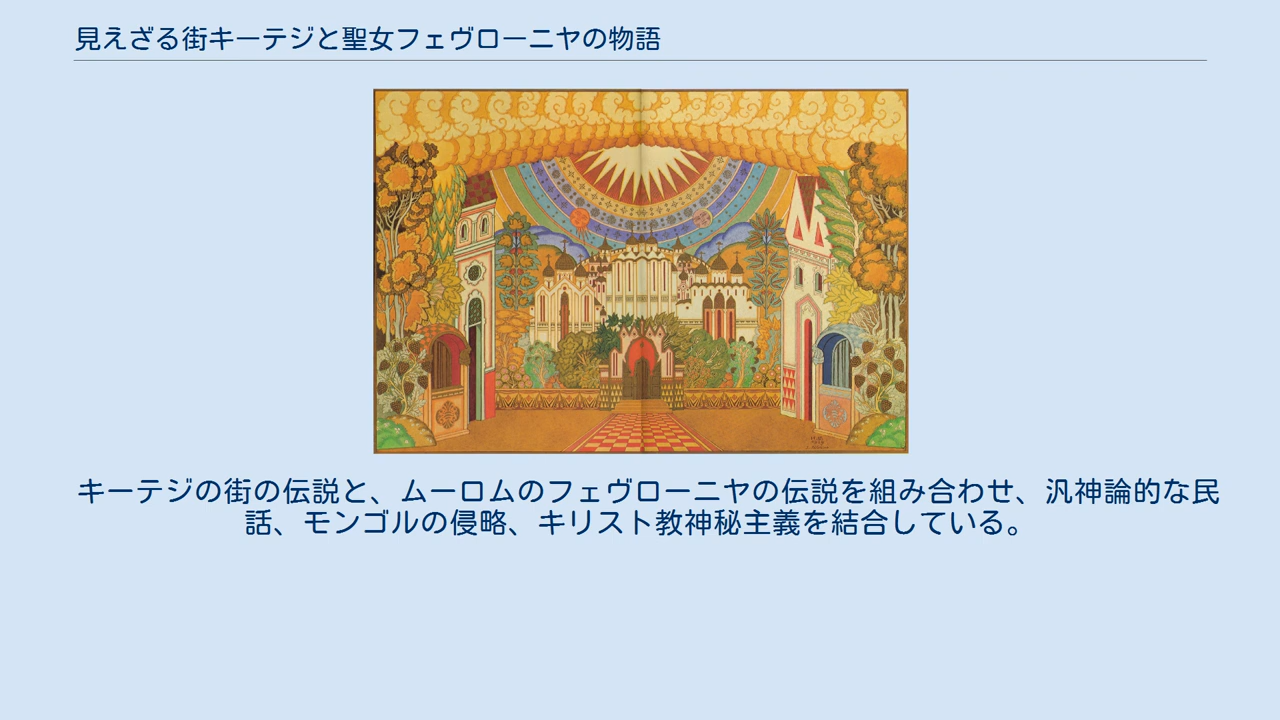 見えざる街キーテジと聖女フェヴローニヤの物語
キーテジの街の伝説と、ムーロムのフェヴローニヤの伝説を組み合わせ、汎神論的な民
話、モンゴルの侵略、キリスト教神秘主義を結合している。